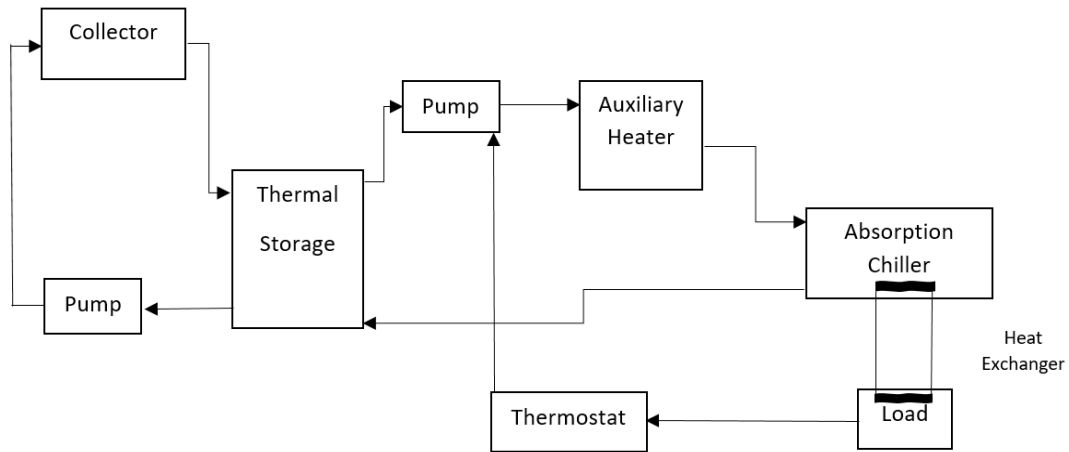 Collector
Pump
Auxiliary
Heater
Thermal
Storage
Absorption
Chiller
Pump
Heat
Exchanger
Thermostat
Load